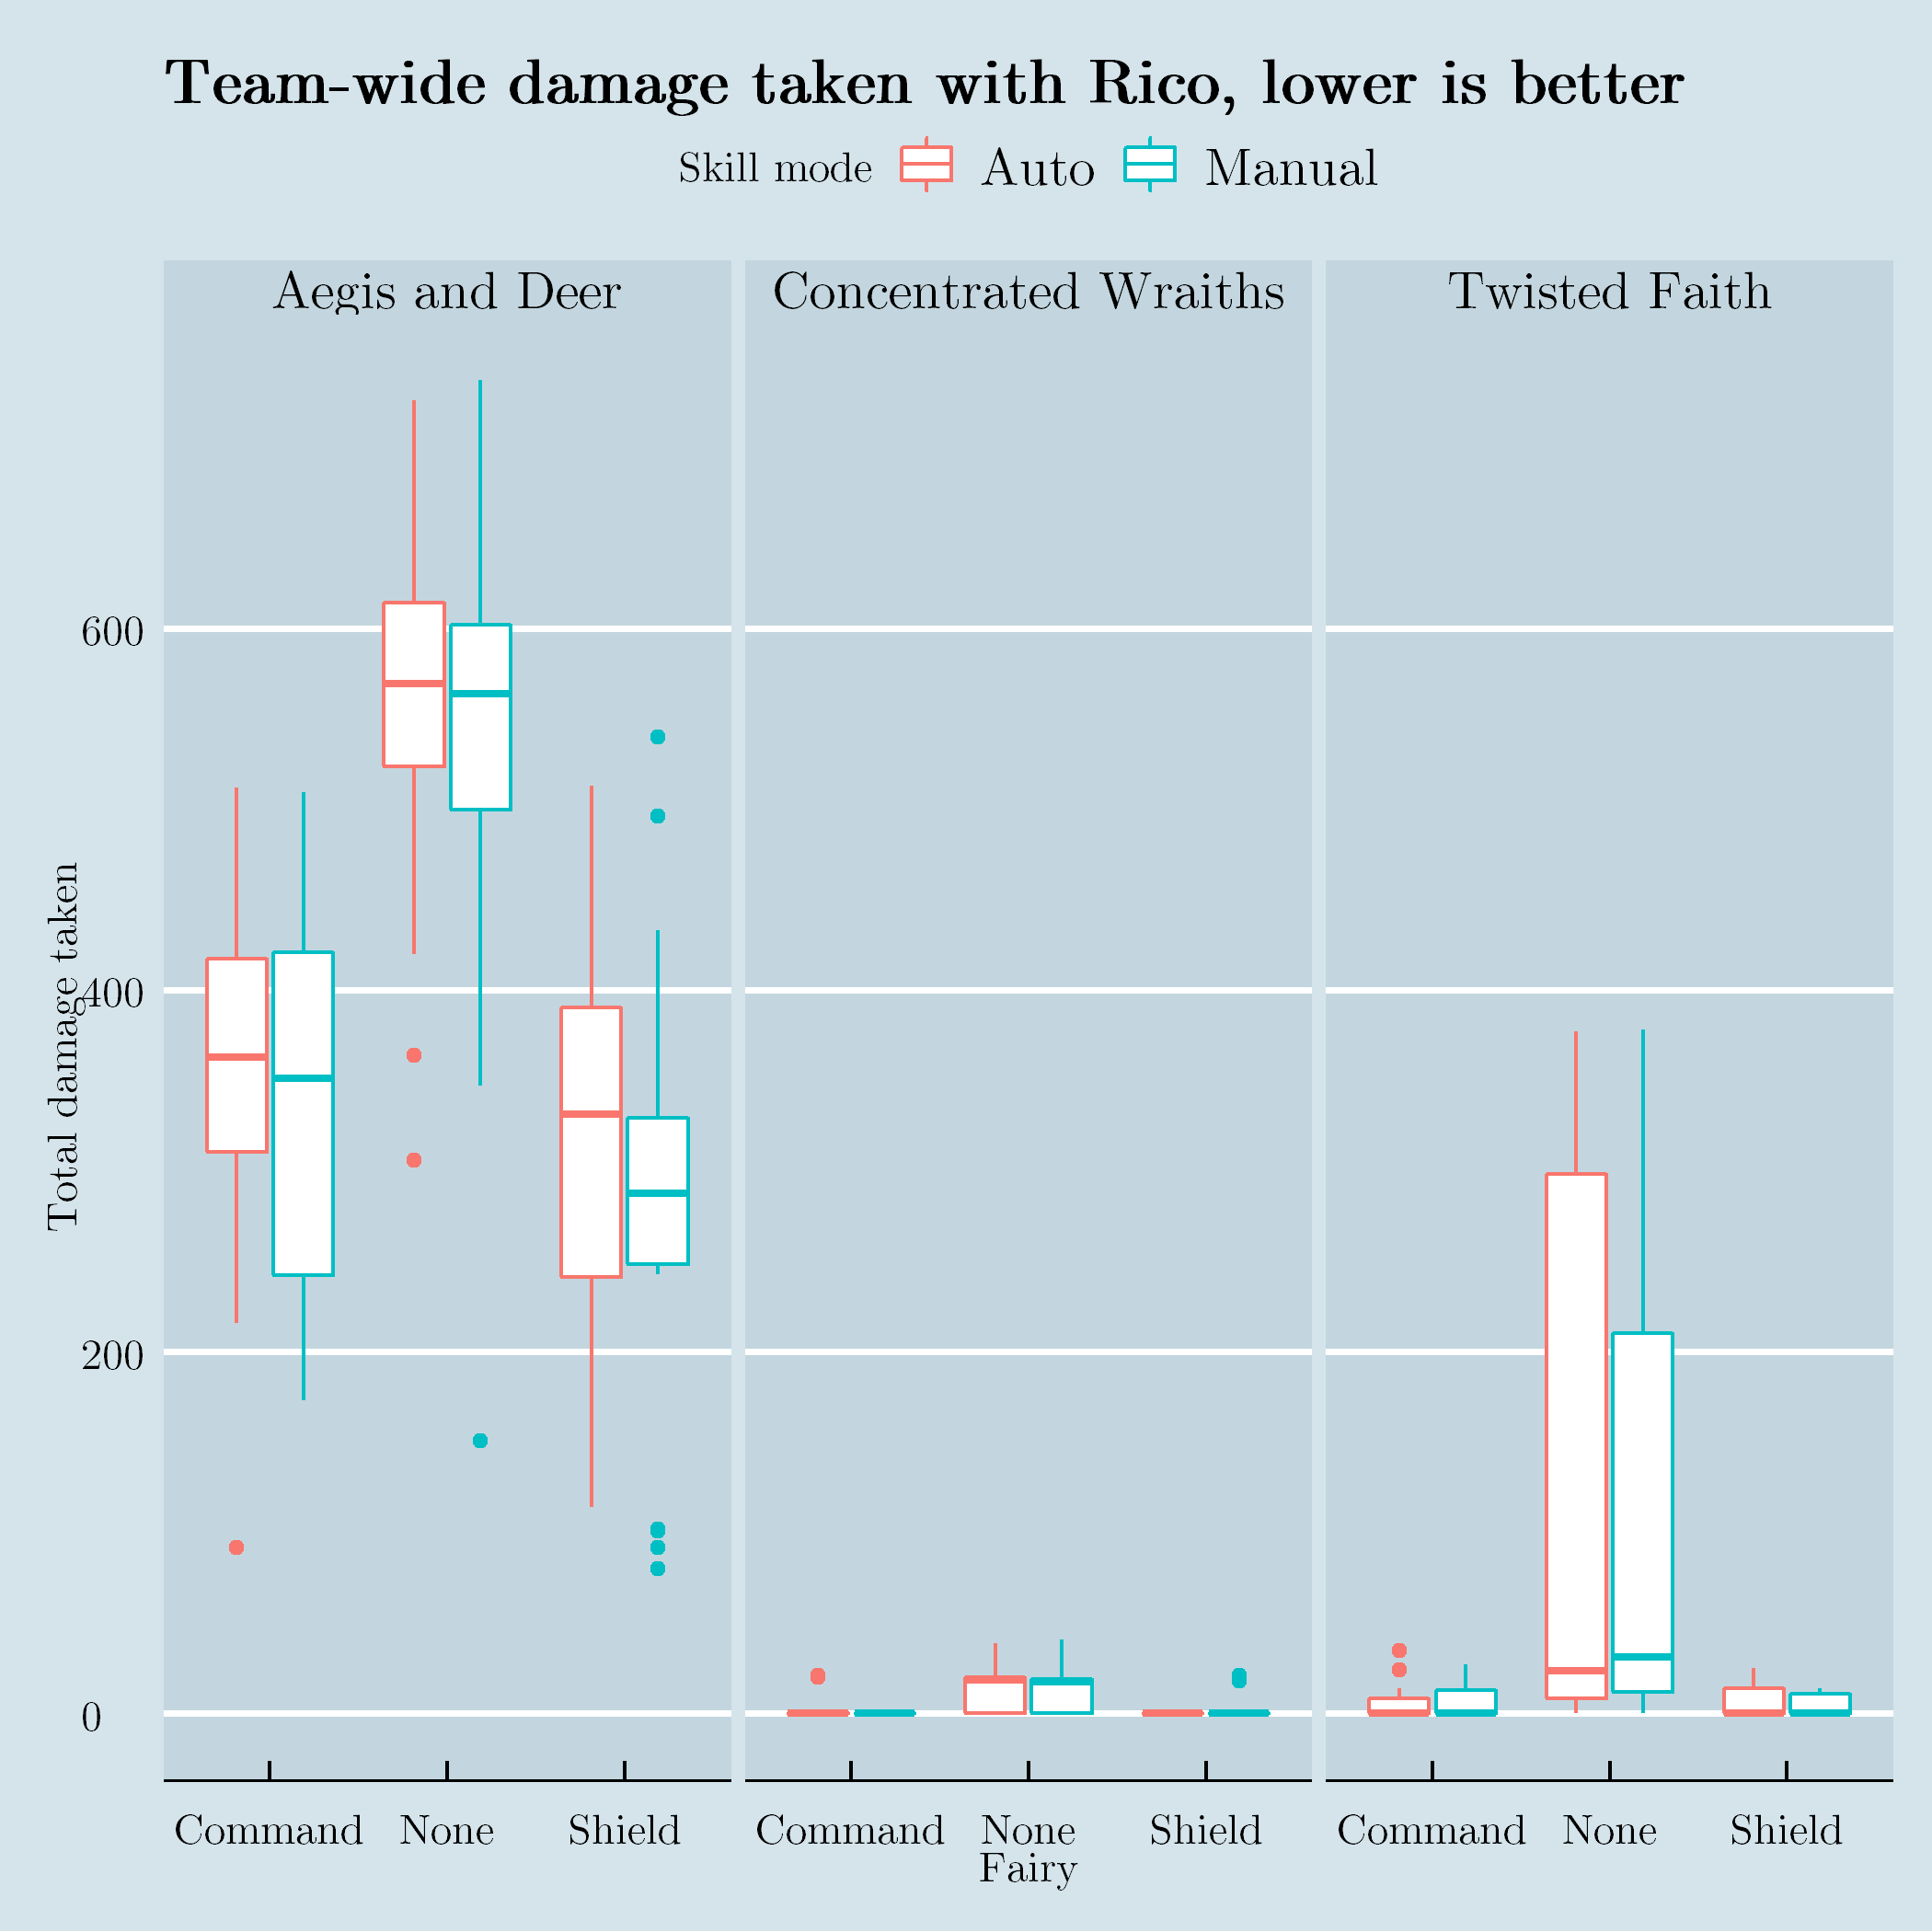 Team-wide damage taken with Rico, lower is better
Skill mode Auto Manual
Aegis and Deer Concentrated Wraiths Twisted Faith
Total damage taken
600
400
200
0
Command None Shield Command None Shield Command None Shield
Fairy